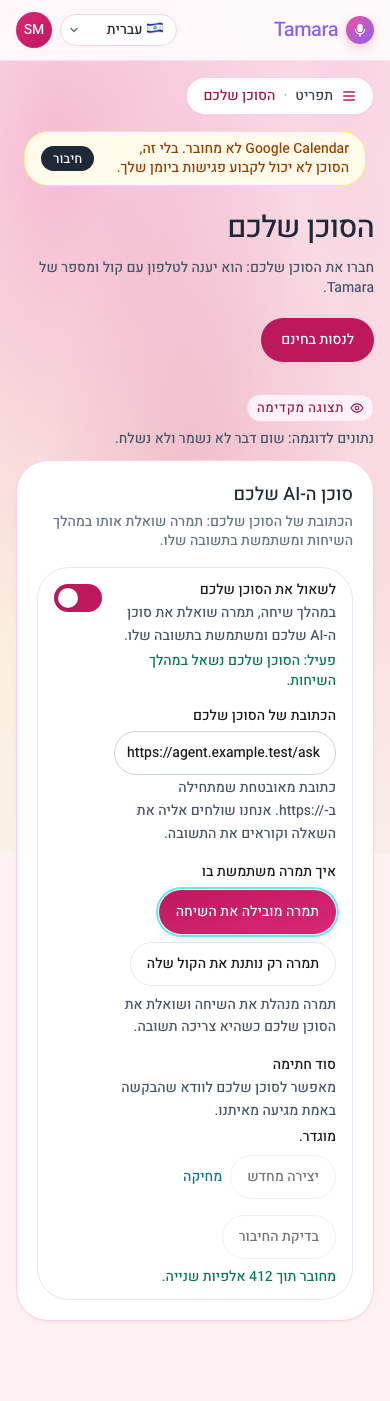 Tamara
עברית
SM
תפריט · הסוכן שלכם
Google Calendar לא מחובר. בלי זה,
הסוכן לא יכול לקבוע פגישות ביומן שלך.
חיבור
הסוכן שלכם
חברו את הסוכן שלכם: הוא יענה לטלפון עם קול ומספר של
Tamara.
לנסות בחינם
תצוגה מקדימה
נתונים לדוגמה: שום דבר לא נשמר ולא נשלח.
סוכן ה-AI שלכם
הכתובת של הסוכן שלכם: תמרה שואלת אותו במהלך
השיחות ומשתמשת בתשובה שלו.
לשאול את הסוכן שלכם
במהלך שיחה, תמרה שואלת את סוכן
ה-AI שלכם ומשתמשת בתשובה שלו.
פעיל: הסוכן שלכם נשאל במהלך
השיחות.
הכתובת של הסוכן שלכם
https://agent.example.test/ask
כתובת מאובטחת שמתחילה
ב-https://. אנחנו שולחים אליה את
השאלה וקוראים את התשובה.
איך תמרה משתמשת בו
תמרה מובילה את השיחה
תמרה רק נותנת את הקול שלה
תמרה מנהלת את השיחה ושואלת את
הסוכן שלכם כשהיא צריכה תשובה.
סוד חתימה
מאפשר לסוכן שלכם לוודא שהבקשה
באמת מגיעה מאיתנו.
מוגדר.
יצירה מחדש
מחיקה
בדיקת החיבור
מחובר תוך 412 אלפיות שנייה.